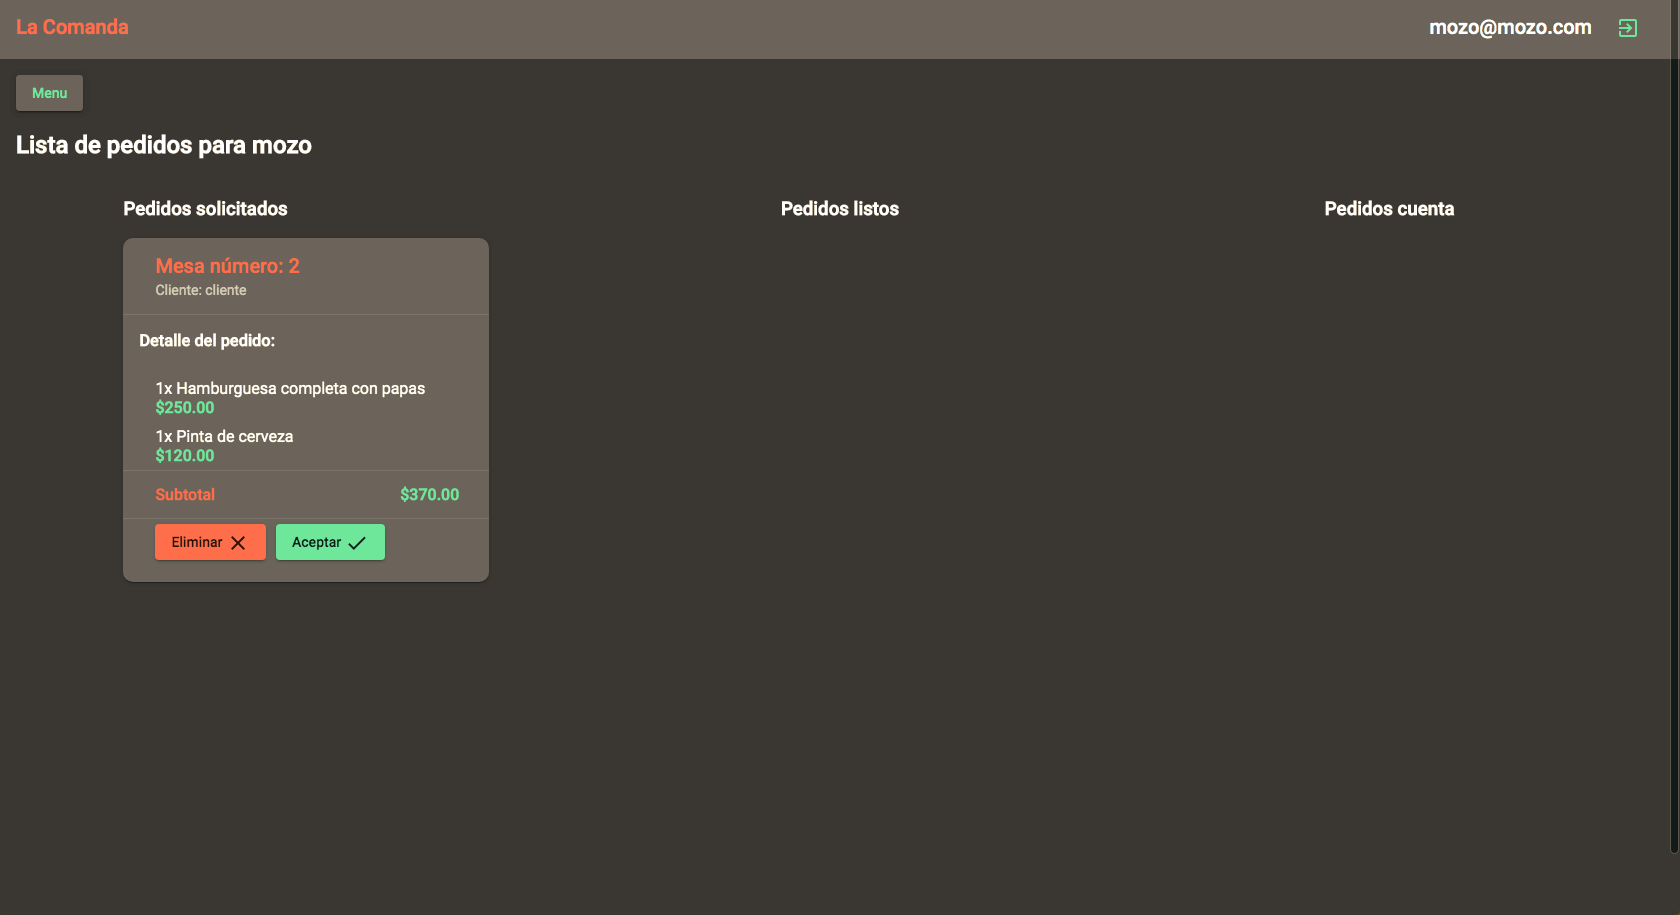 La Comanda
mozo@mozo.com
Menu
Lista de pedidos para mozo
Pedidos solicitados
Pedidos listos
Pedidos cuenta
Mesa número: 2
Cliente: cliente
Detalle del pedido:
1x Hamburguesa completa con papas
$250.00
1x Pinta de cerveza
$120.00
Subtotal $370.00
Eliminar Aceptar